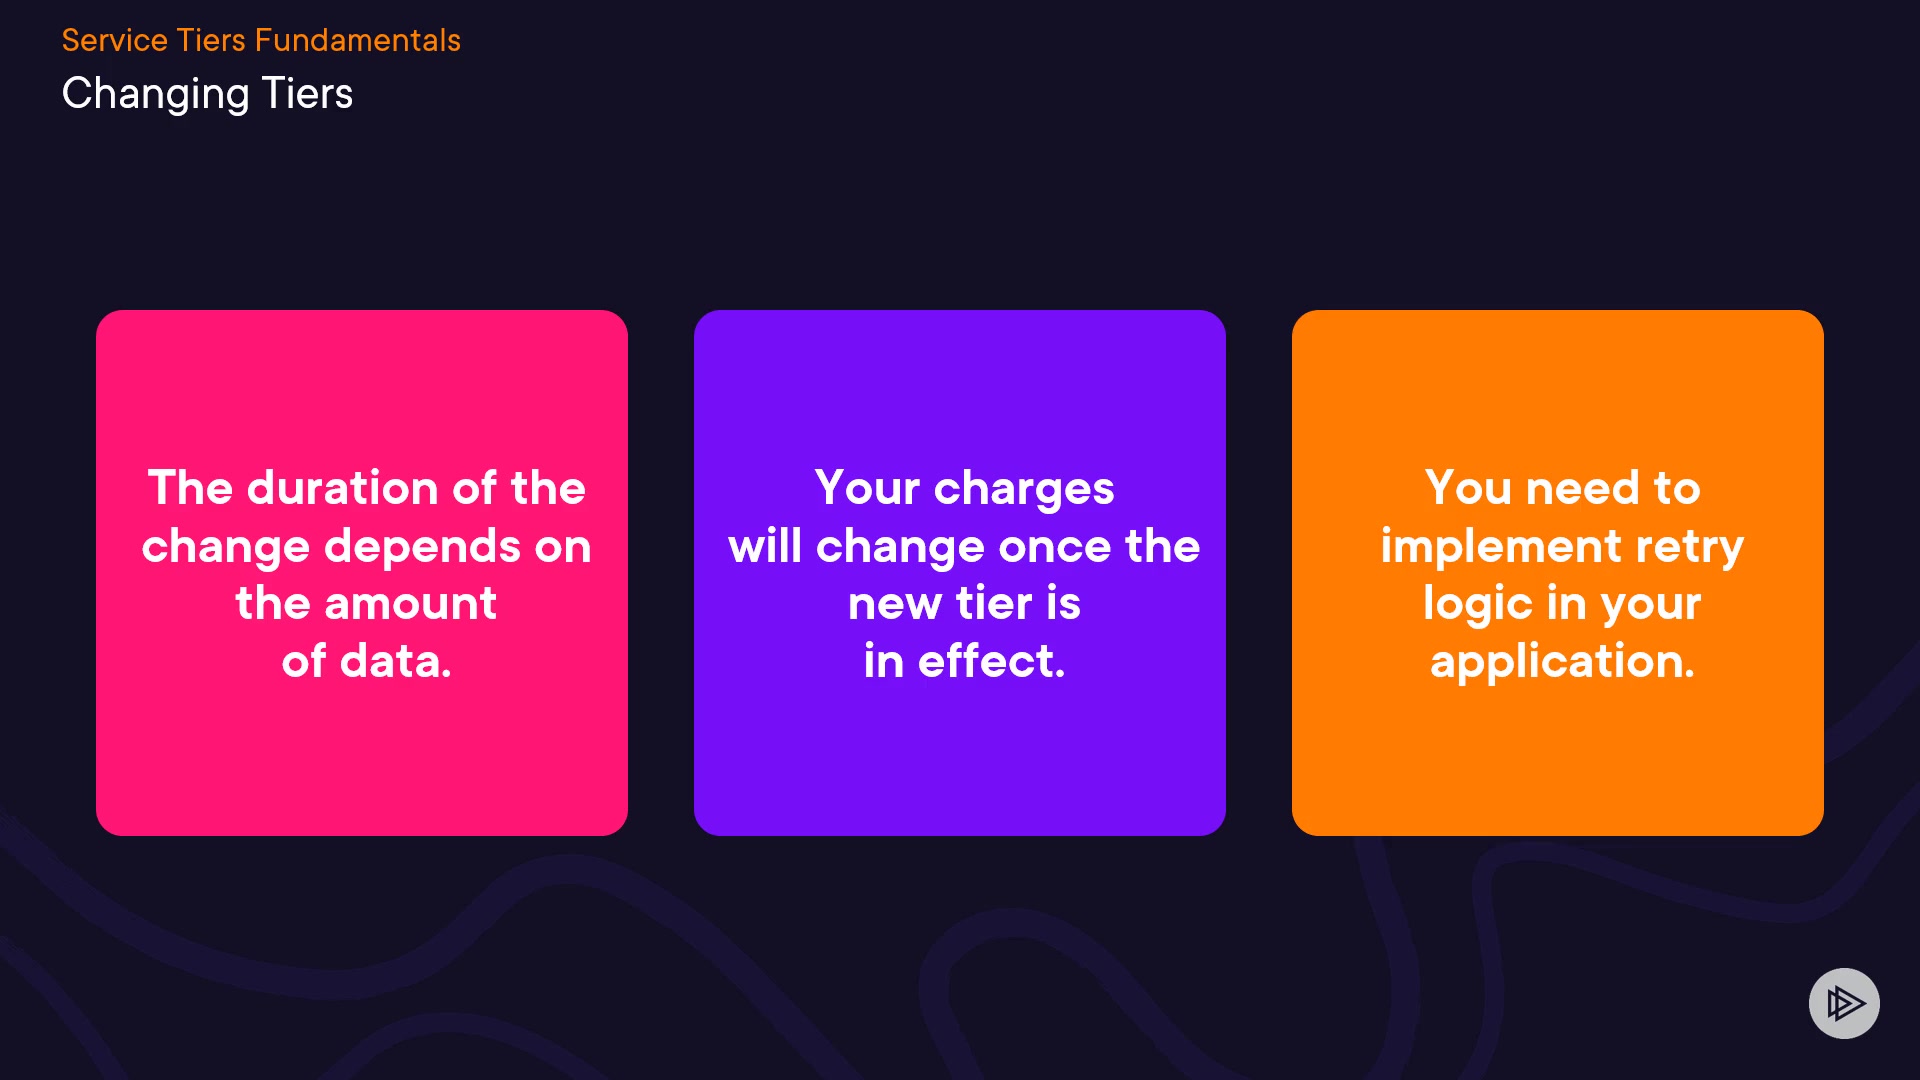 Service Tiers Fundamentals
Changing Tiers
The duration of the
change depends on
the amount
of data.
Your charges
will change once the
new tier is
in effect.
You need to
implement retry
logic in your
application.